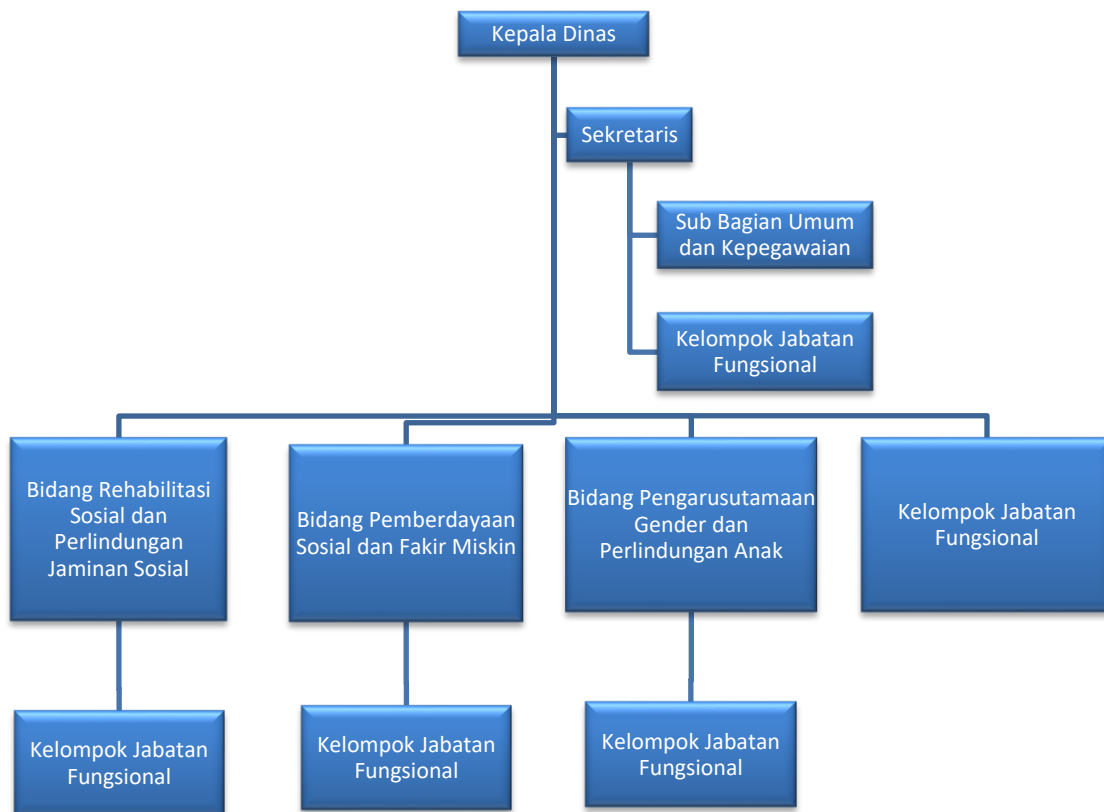 Kepala Dinas
Sekretaris
Sub Bagian Umum
dan Kepegawaian
Kelompok Jabatan
Fungsional
Bidang Rehabilitasi
Sosial dan
Perlindungan
Jaminan Sosial
Bidang Pemberdayaan
Sosial dan Fakir Miskin
Bidang Pengarusutamaan
Gender dan
Perlindungan Anak
Kelompok Jabatan
Fungsional
Kelompok Jabatan
Fungsional
Kelompok Jabatan
Fungsional
Kelompok Jabatan
Fungsional